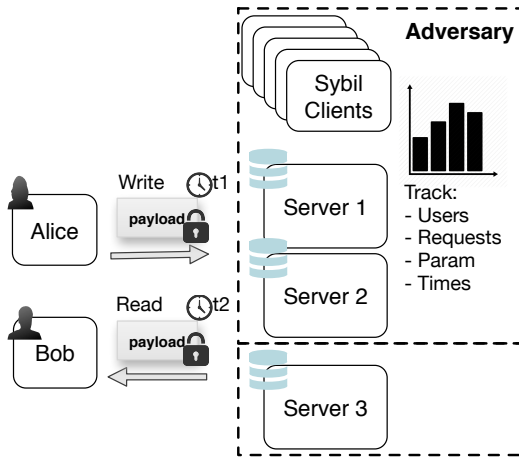 Adversary
Sybil
Clients
Write
t1
payload
Alice
Server 1
Track:
- Users
- Requests
- Param
- Times
Server 2
Read
t2
payload
Bob
Server 3